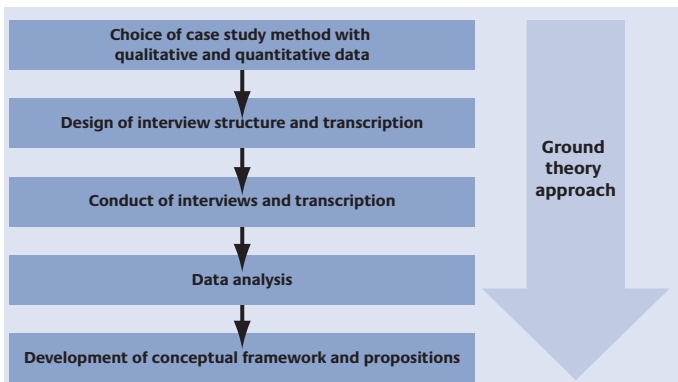 Choice of case study method with
qualitative and quantitative data
Design of interview structure and transcription
Conduct of interviews and transcription
Data analysis
Development of conceptual framework and propositions
Ground
theory
approach